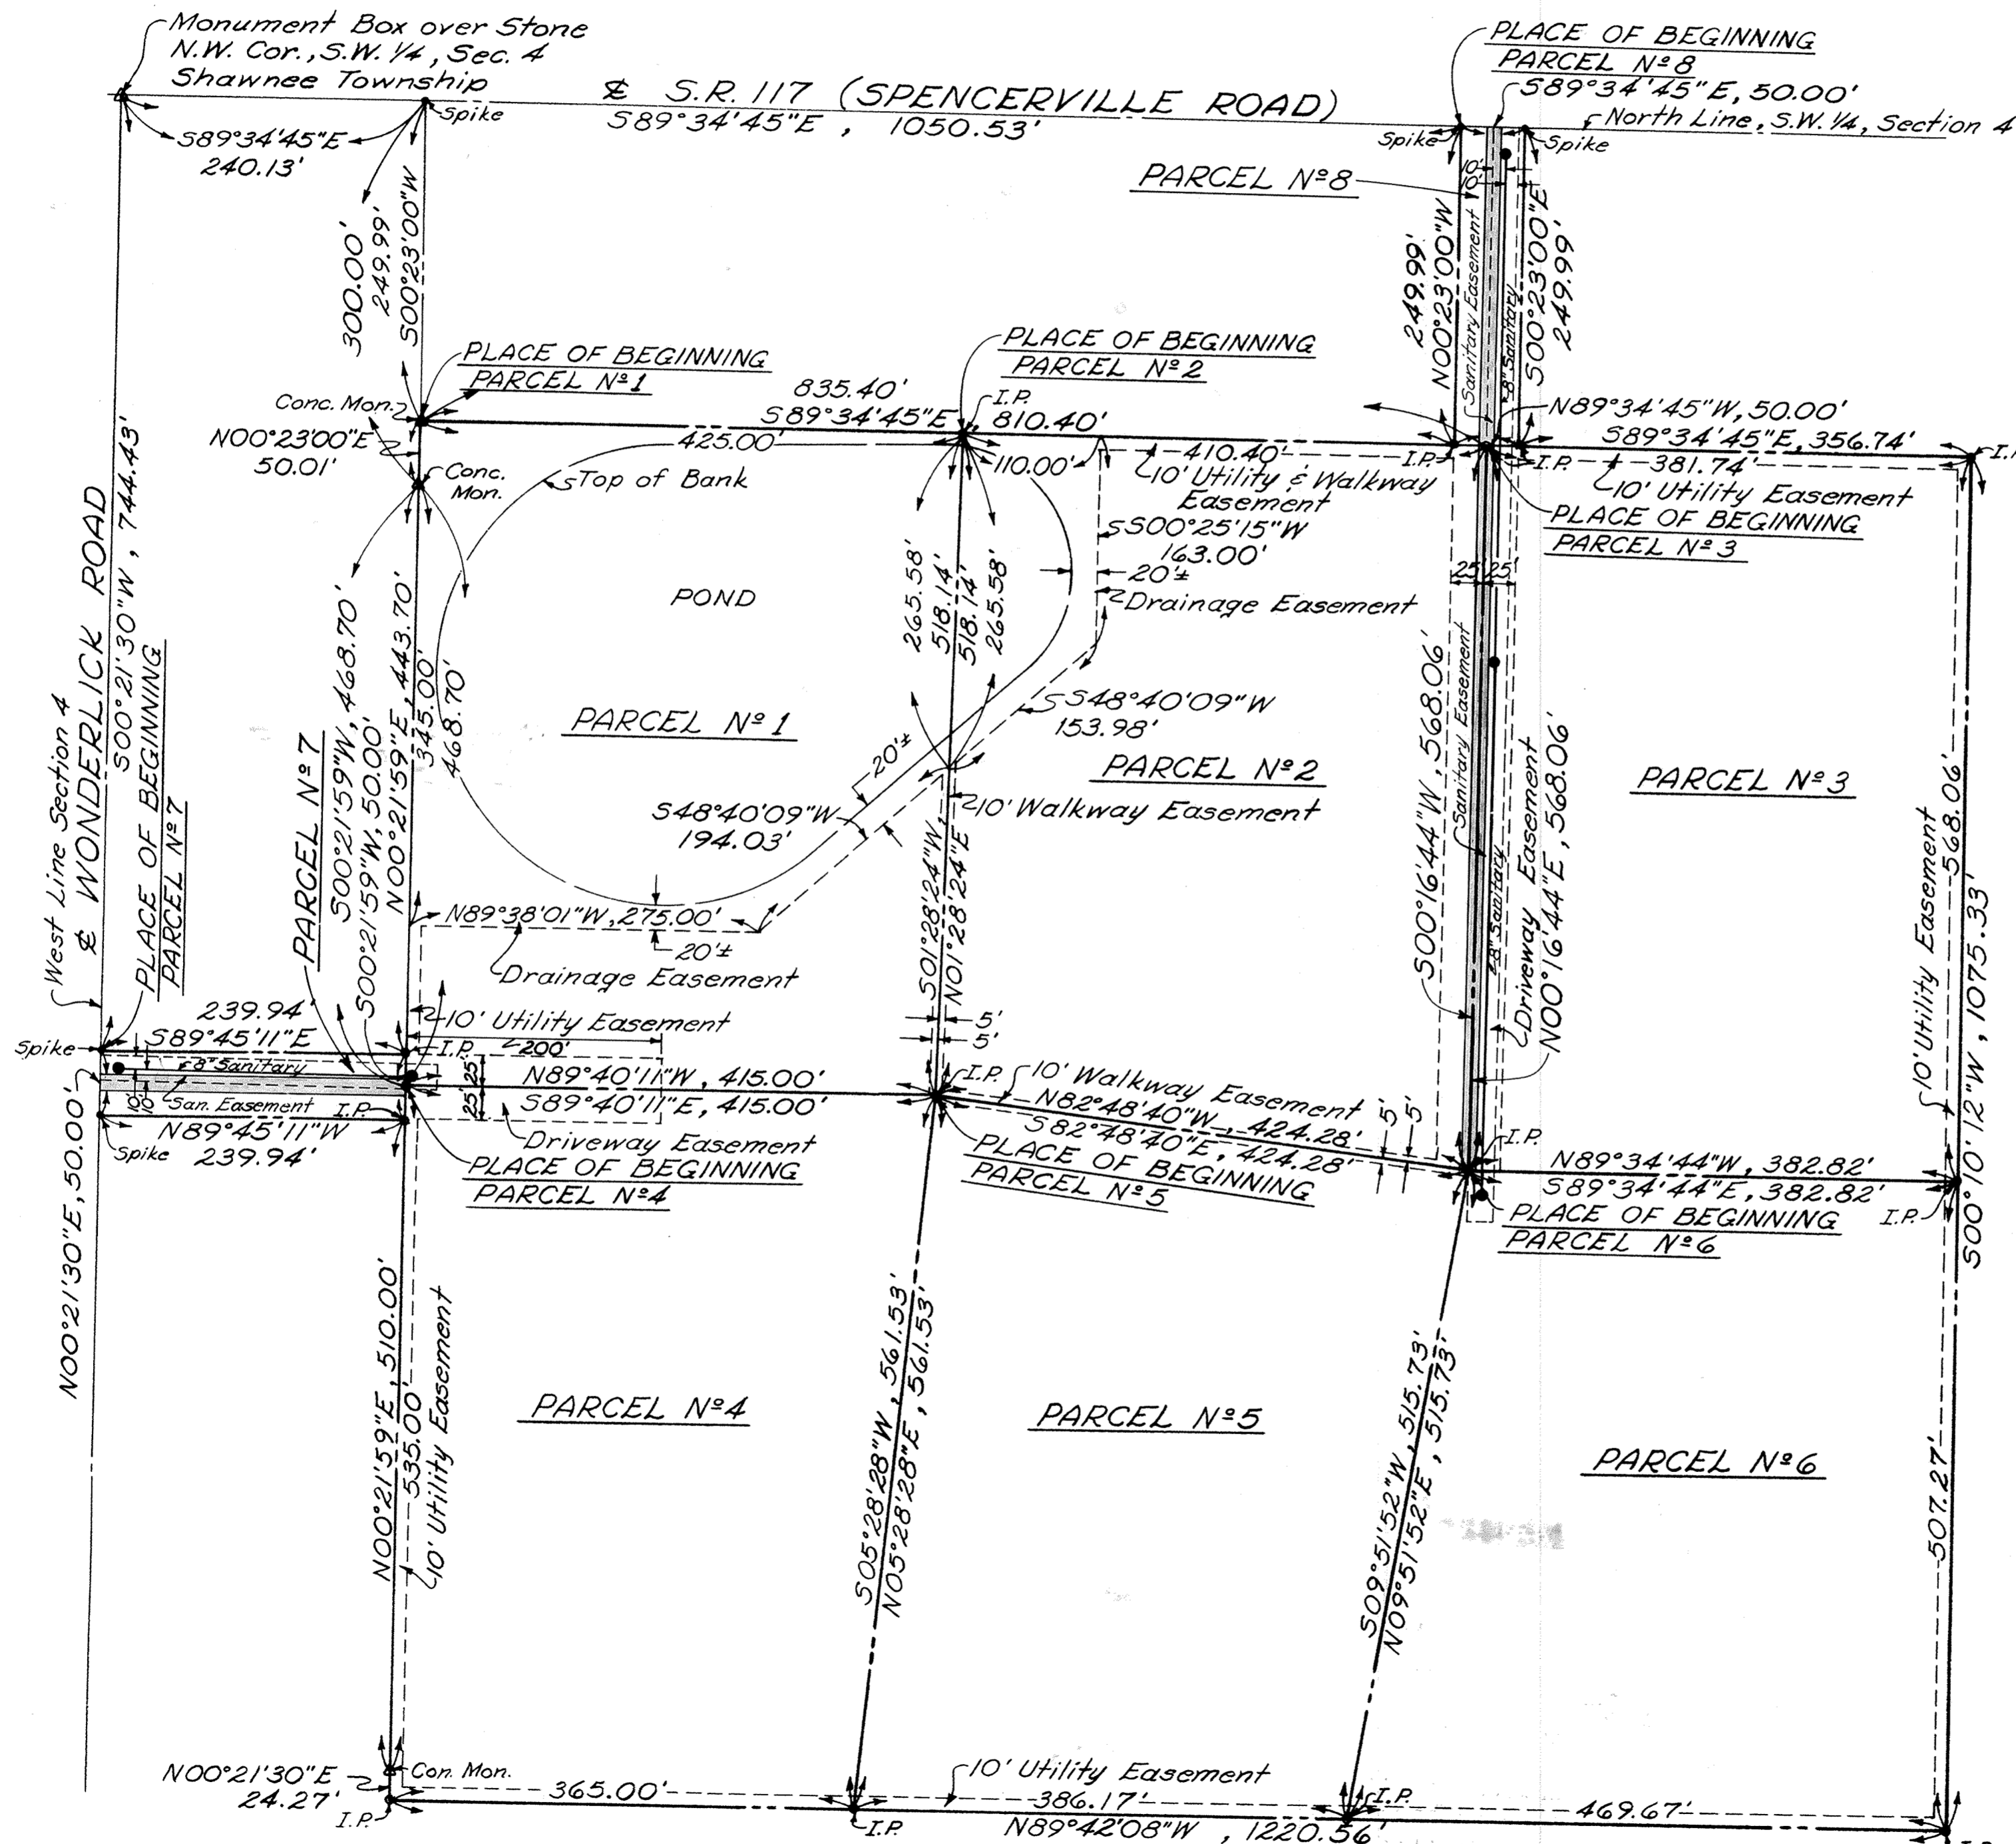 Monument Box over Stone
N.W. Cor., S.W. ¼, Sec. 4
Shawnee Township
℄ S.R. 117 (SPENCERVILLE ROAD)
S89°34'45"E , 1050.53'
Spike
S89°34'45"E
240.13'
PLACE OF BEGINNING
PARCEL Nº8
S89°34'45"E, 50.00'
North Line, S.W. ¼, Section 4
Spike
Spike
PARCEL Nº8
10'
10'
300.00'
249.99'
S00°23'00"W
249.99'
N00°23'00"W
Sanitary Easement
8" Sanitary
S00°23'00"E
249.99'
PLACE OF BEGINNING
PARCEL Nº1
PLACE OF BEGINNING
PARCEL Nº2
Conc. Mon.
N00°23'00"E
50.01'
Conc.
Mon.
835.40'
S89°34'45"E, 810.40'
I.P.
425.00'
110.00'
410.40'
I.P.
I.P.
N89°34'45"W, 50.00'
S89°34'45"E, 356.74'
381.74'
10' Utility Easement
PLACE OF BEGINNING
PARCEL Nº3
Top of Bank
10' Utility & Walkway
Easement
S00°25'15"W
163.00'
20'±
Drainage Easement
25'
25'
POND
265.58'
518.14'
518.14'
265.58'
S48°40'09"W
153.98'
PARCEL Nº1
PARCEL Nº2
PARCEL Nº3
20'±
S48°40'09"W
194.03'
10' Walkway Easement
West Line Section 4
℄ WONDERLICK ROAD
S00°21'30"W , 744.43'
PLACE OF BEGINNING
PARCEL Nº7
PARCEL Nº7
S00°21'59"W, 468.70'
S00°21'59"W, 50.00'
N00°21'59"E, 443.70'
345.00'
468.70'
N89°38'01"W, 275.00'
20'±
Drainage Easement
S01°28'24"W
N01°28'24"E
5'
5'
S00°16'44"W, 568.06'
Sanitary Easement
8" Sanitary
Driveway Easement
N00°16'44"E, 568.06'
10' Utility Easement
568.06'
S00°10'12"W, 1075.33'
239.94'
S89°45'11"E
Spike
8" Sanitary
10'
10'
San. Easement
I.P.
N89°45'11"W
Spike
239.94'
10' Utility Easement
I.P.
200'
25'
25'
N89°40'11"W, 415.00'
S89°40'11"E, 415.00'
Driveway Easement
PLACE OF BEGINNING
PARCEL Nº4
I.P.
10' Walkway Easement
N82°48'40"W , 424.28'
S82°48'40"E, 424.28'
5'
5'
PLACE OF BEGINNING
PARCEL Nº5
I.P.
N89°34'44"W, 382.82'
S89°34'44"E, 382.82'
PLACE OF BEGINNING
PARCEL Nº6
I.P.
N00°21'30"E, 50.00'
N00°21'59"E, 510.00'
535.00'
10' Utility Easement
PARCEL Nº4
S05°28'28"W, 561.53'
N05°28'28"E, 561.53'
PARCEL Nº5
S09°51'52"W, 515.73'
N09°51'52"E, 515.73'
PARCEL Nº6
507.27'
N00°21'30"E
24.27'
I.P.
Con. Mon.
365.00'
10' Utility Easement
I.P.
386.17'
I.P.
469.67'
N89°42'08"W , 1220.56'